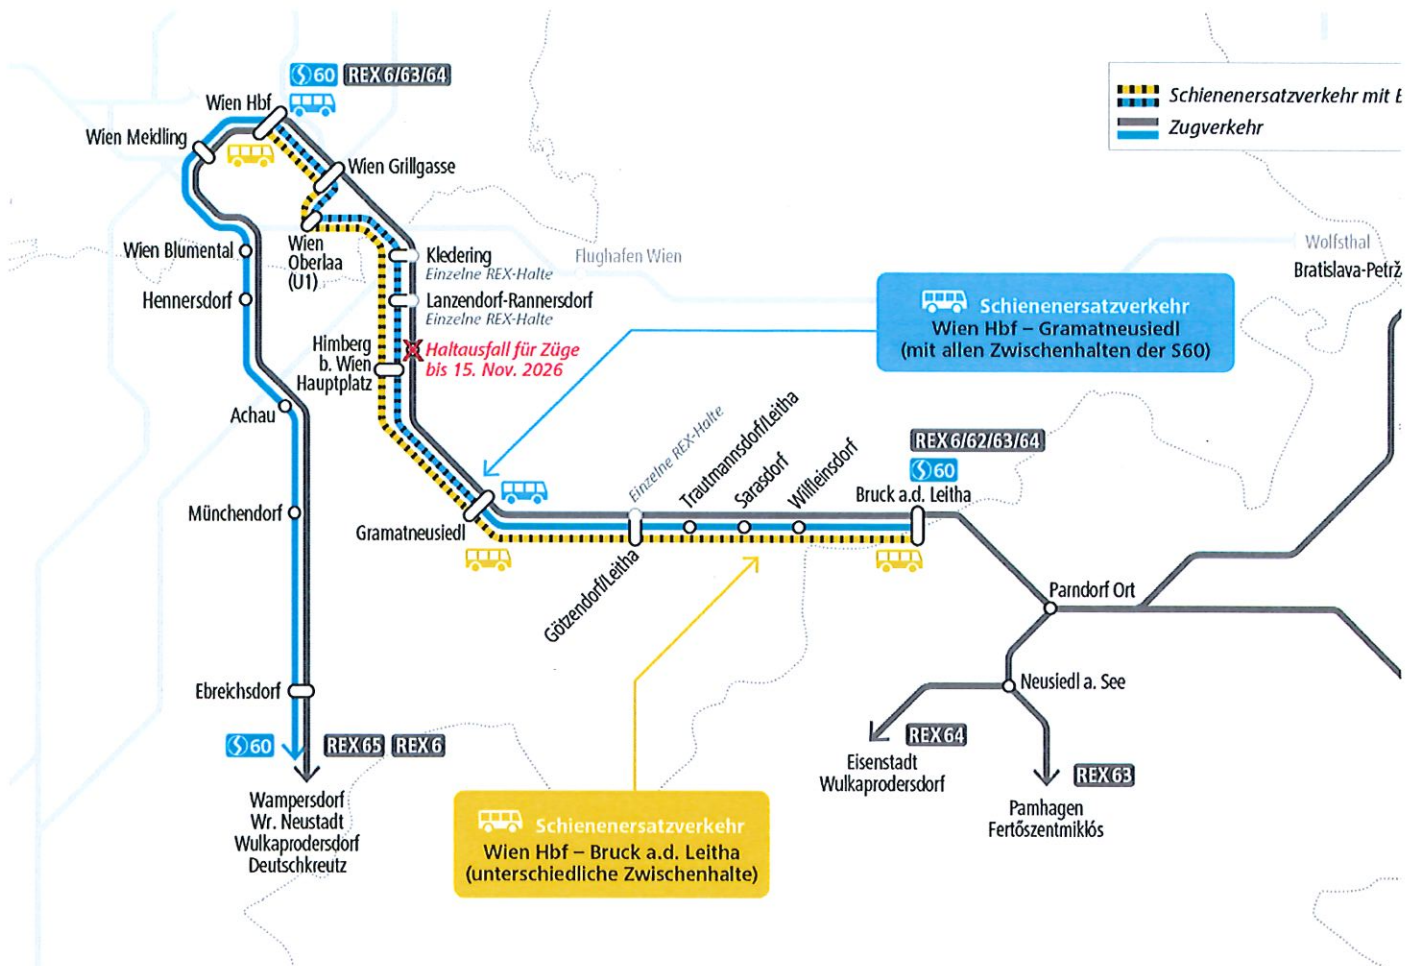 60 REX 6/63/64
Wien Hbf
Wien Meidling
Wien Grillgasse
Schienenersatzverkehr mit
Zugverkehr
Wien Blumental
Wien
Oberlaa
(U1)
Kledering
Einzelne REX-Halte
Flughafen Wien
Wolfsthal
Hennersdorf
Lanzendorf-Rannersdorf
Einzelne REX-Halte
Schienenersatzverkehr
Wien Hbf – Gramatneusiedl
(mit allen Zwischenhalten der S60)
Himberg
b. Wien
Hauptplatz
Haltausfall für Züge
bis 15. Nov. 2026
Achau
Einzelne REX-Halte
Trautmannsdorf/Leitha
Sarasdorf
Wilfleinsdorf
REX 6/62/63/64
60
Bruck a.d. Leitha
Münchendorf
Gramatneusiedl
Götzendorf/Leitha
Parndorf Ort
Ebreichsdorf
Neusiedl a. See
60 REX 65 REX 6
REX 64
Eisenstadt
Wulkaprodersdorf
REX 63
Pamhagen
Fertőszentmiklós
Wampersdorf
Wr. Neustadt
Wulkaprodersdorf
Deutschkreutz
Schienenersatzverkehr
Wien Hbf – Bruck a.d. Leitha
(unterschiedliche Zwischenhalte)